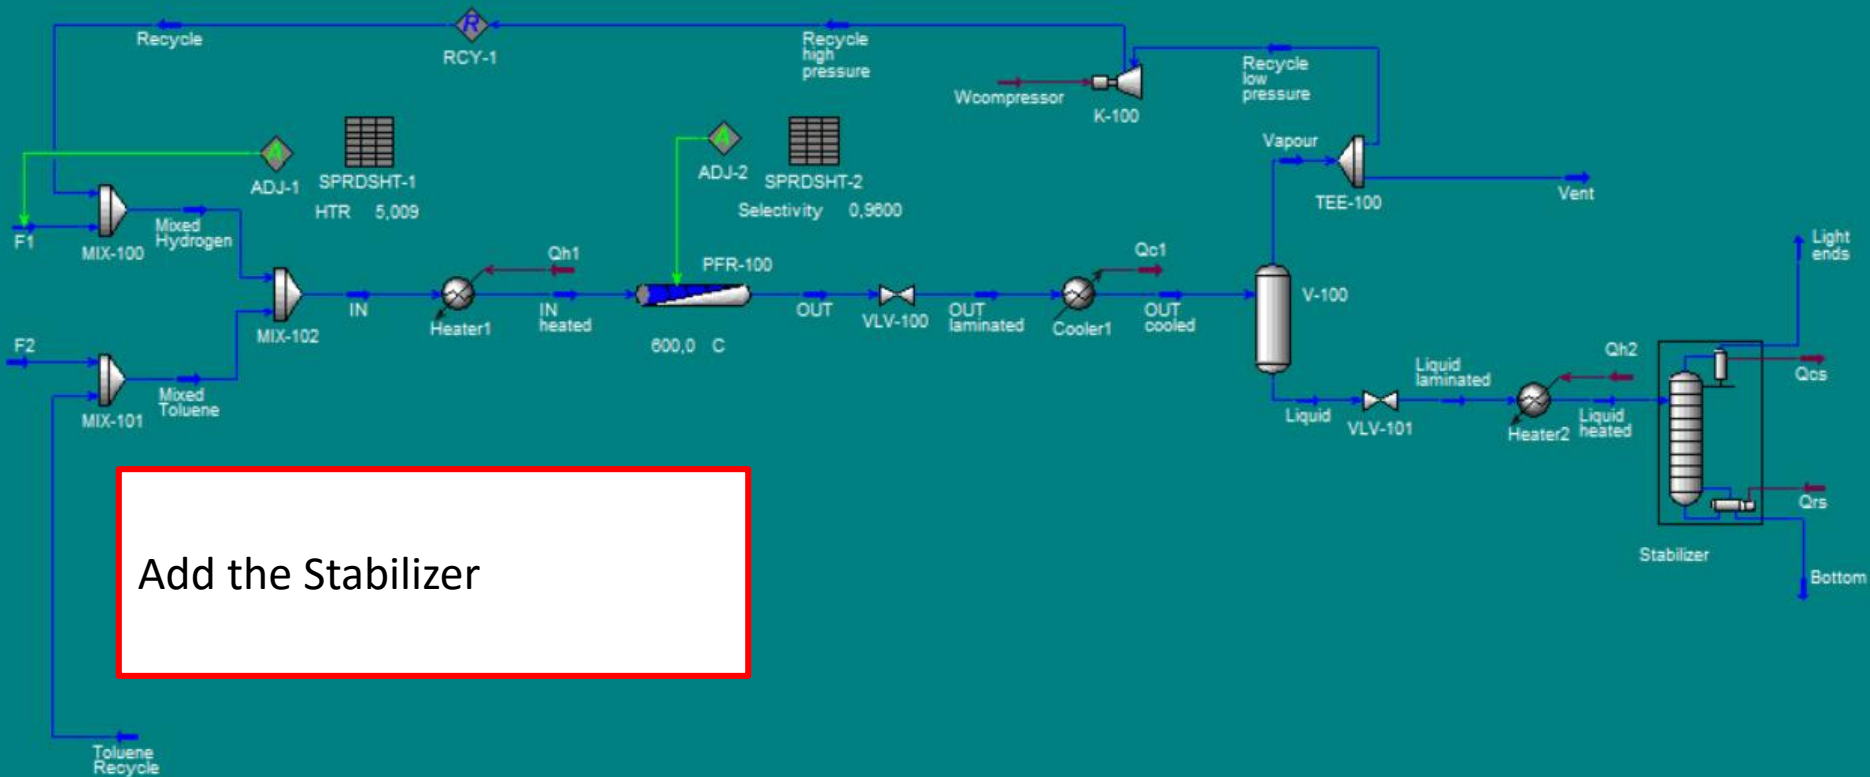 Recycle
R
RCY-1
Recycle
high
pressure
Wcompressor
K-100
Recycle
low
pressure
A
ADJ-1
SPRDSHT-1
HTR 5,009
A
ADJ-2
SPRDSHT-2
Selectivity 0,9600
Vapour
TEE-100
Vent
F1
MIX-100
Mixed
Hydrogen
Light
ends
Qh1
PFR-100
Qc1
V-100
MIX-102
IN
Heater1
IN
heated
600,0 C
OUT
VLV-100
OUT
laminated
Cooler1
OUT
cooled
F2
MIX-101
Mixed
Toluene
Liquid
VLV-101
Liquid
laminated
Qh2
Heater2
Liquid
heated
Qcs
Qrs
Stabilizer
Bottom
Add the Stabilizer
Toluene
Recycle